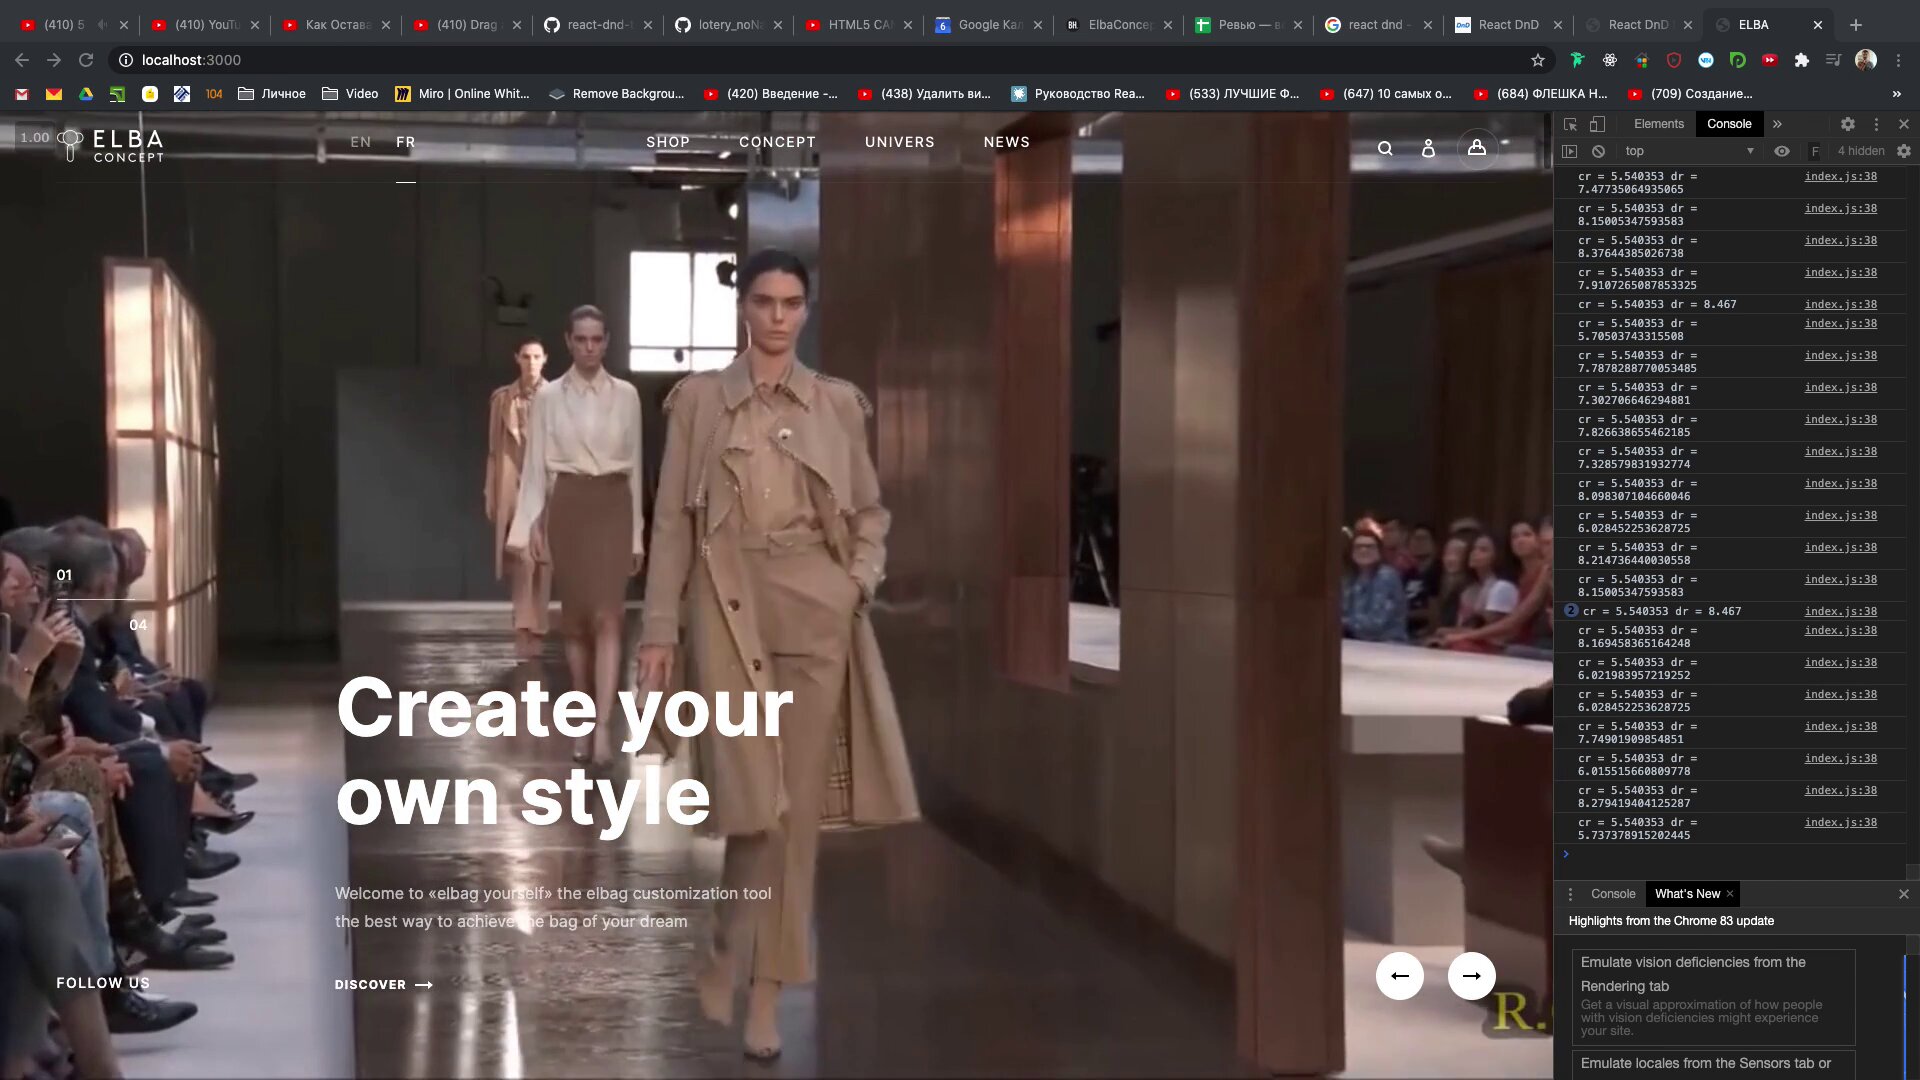 (410) 5
(410) YouTu
Как Остава
(410) Drag
react-dnd-t
lotery_noNa
HTML5 CAN
Google Кал
ElbaConcep
Ревью — во
react dnd -
React DnD
React DnD
ELBA
localhost:3000
104
Личное
Video
Miro | Online Whit...
Remove Backgrou...
(420) Введение -...
(438) Удалить ви...
Руководство Rea...
(533) ЛУЧШИЕ Ф...
(647) 10 самых о...
(684) ФЛЕШКА Н...
(709) Создание...
1.00
ELBA
CONCEPT
EN
FR
SHOP
CONCEPT
UNIVERS
NEWS
01
04
Create your
own style
Welcome to «elbag yourself» the elbag customization tool
the best way to achieve the bag of your dream
FOLLOW US
DISCOVER
R.
Elements
Console
top
F
4 hidden
cr = 5.540353 dr = index.js:38
7.47735064935065
cr = 5.540353 dr = index.js:38
8.15005347593583
cr = 5.540353 dr = index.js:38
8.37644385026738
cr = 5.540353 dr = index.js:38
7.9107265087853325
cr = 5.540353 dr = 8.467 index.js:38
cr = 5.540353 dr = index.js:38
5.70503743315508
cr = 5.540353 dr = index.js:38
7.7878288770053485
cr = 5.540353 dr = index.js:38
7.302706646294881
cr = 5.540353 dr = index.js:38
7.826638655462185
cr = 5.540353 dr = index.js:38
7.328579831932774
cr = 5.540353 dr = index.js:38
8.098307104660046
cr = 5.540353 dr = index.js:38
6.028452253628725
cr = 5.540353 dr = index.js:38
8.214736440030558
cr = 5.540353 dr = index.js:38
8.15005347593583
2 cr = 5.540353 dr = 8.467 index.js:38
cr = 5.540353 dr = index.js:38
8.169458365164248
cr = 5.540353 dr = index.js:38
6.021983957219252
cr = 5.540353 dr = index.js:38
6.028452253628725
cr = 5.540353 dr = index.js:38
7.74901909854851
cr = 5.540353 dr = index.js:38
6.015515660809778
cr = 5.540353 dr = index.js:38
8.279419404125287
cr = 5.540353 dr = index.js:38
5.737378915202445
Console
What's New
Highlights from the Chrome 83 update
Emulate vision deficiencies from the
Rendering tab
Get a visual approximation of how people
with vision deficiencies might experience
your site.
Emulate locales from the Sensors tab or